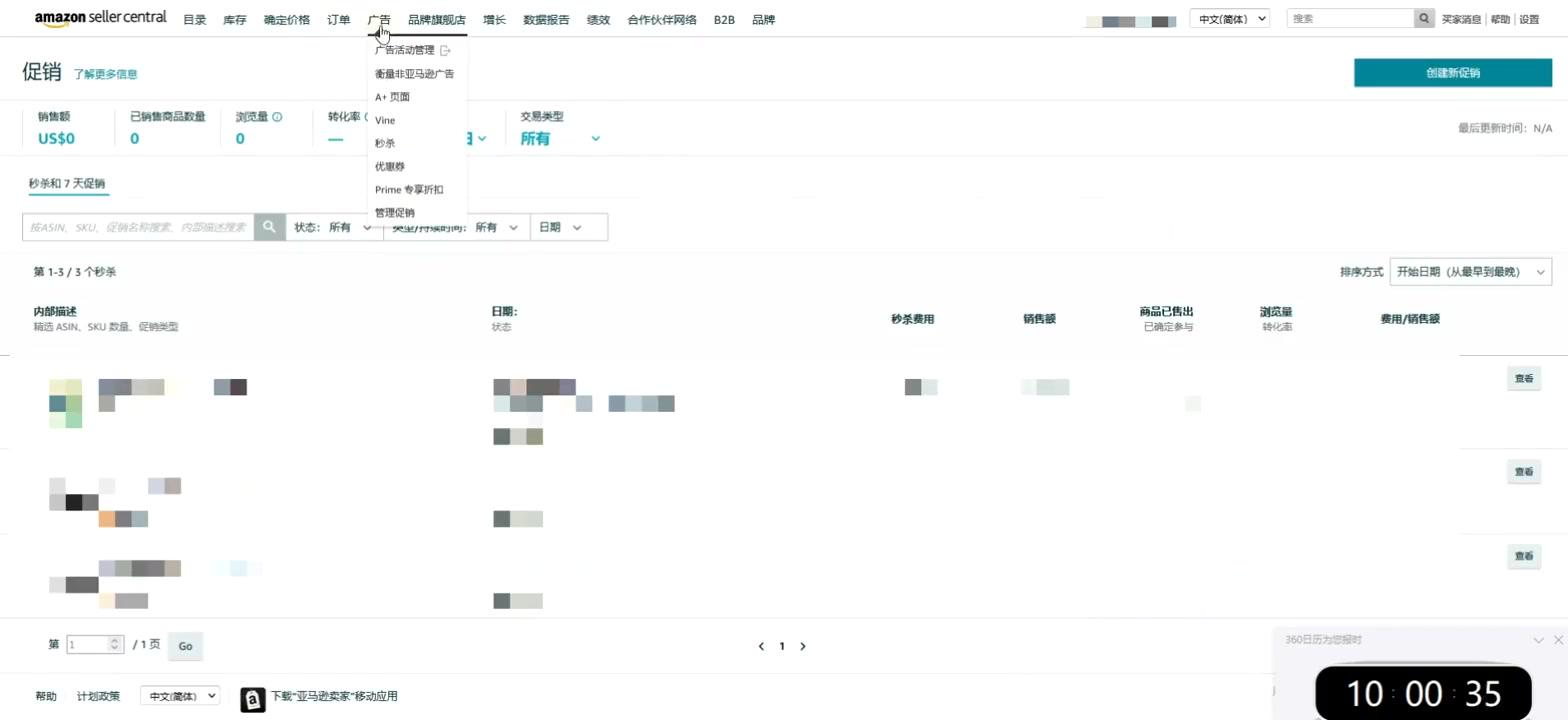 amazon seller central 目录 库存 确定价格 订单 广告 品牌旗舰店 增长 数据报告 绩效 合作伙伴网络 B2B 品牌 中文(简体) 搜索 买家消息 | 帮助 | 设置
广告活动管理
衡量非亚马逊广告
A+ 页面
Vine
秒杀
优惠券
Prime 专享折扣
管理促销
促销 了解更多信息 创建新促销
销售额 已销售商品数量 浏览量 转化率 交易类型
US$0 0 0 — 所有
最后更新时间: N/A
秒杀和 7 天促销
按ASIN、SKU、促销名称搜索、内部描述搜索 状态: 所有 类型/持续时间: 所有 日期
第 1-3 / 3 个秒杀 排序方式 开始日期（从最早到最晚）
内部描述 日期: 秒杀费用 销售额 商品已售出 浏览量 费用/销售额
精选 ASIN、SKU 数量、促销类型 状态 已确定参与 转化率
查看
查看
查看
第 1 / 1 页 Go 1
360日历为您报时
帮助 计划政策 中文(简体) 下载"亚马逊卖家"移动应用
10:00:35